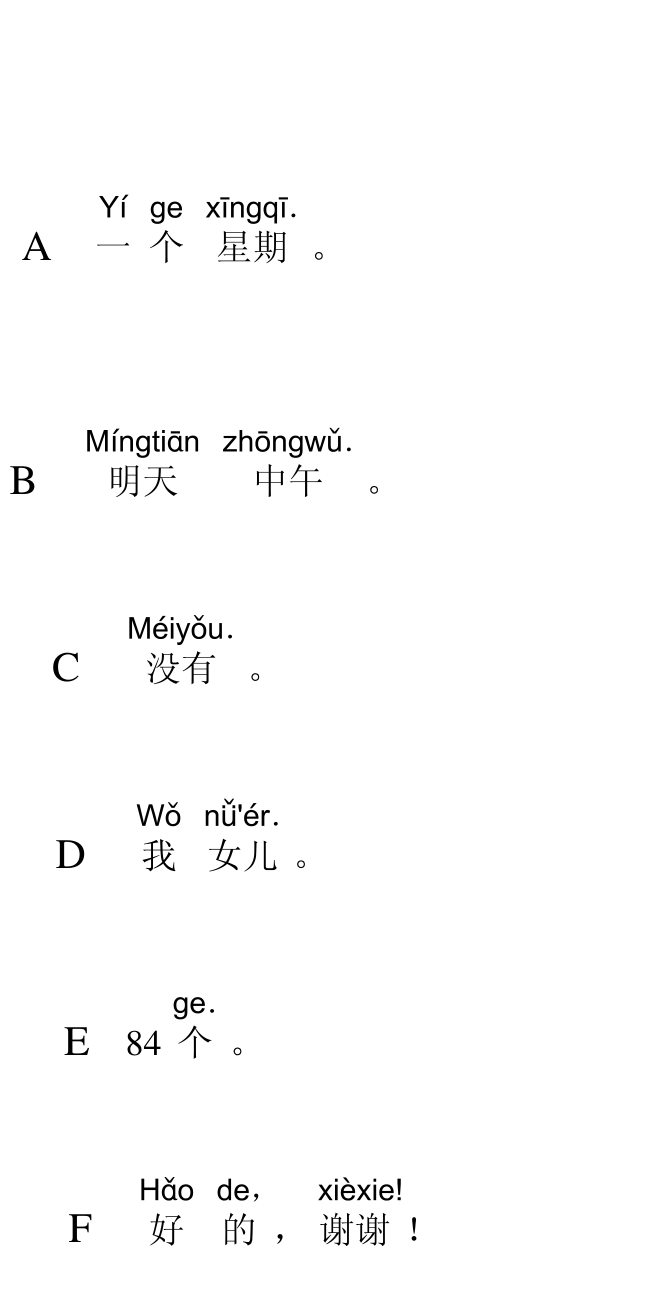 Yí ge xīngqī.
A 一 个 星期 。
Míngtiān zhōngwǔ.
B 明天 中午 。
Méiyǒu.
C 没有 。
Wǒ nǚ'ér.
D 我 女儿 。
ge.
E 84 个 。
Hǎo de， xièxie!
F 好 的 ， 谢谢 ！